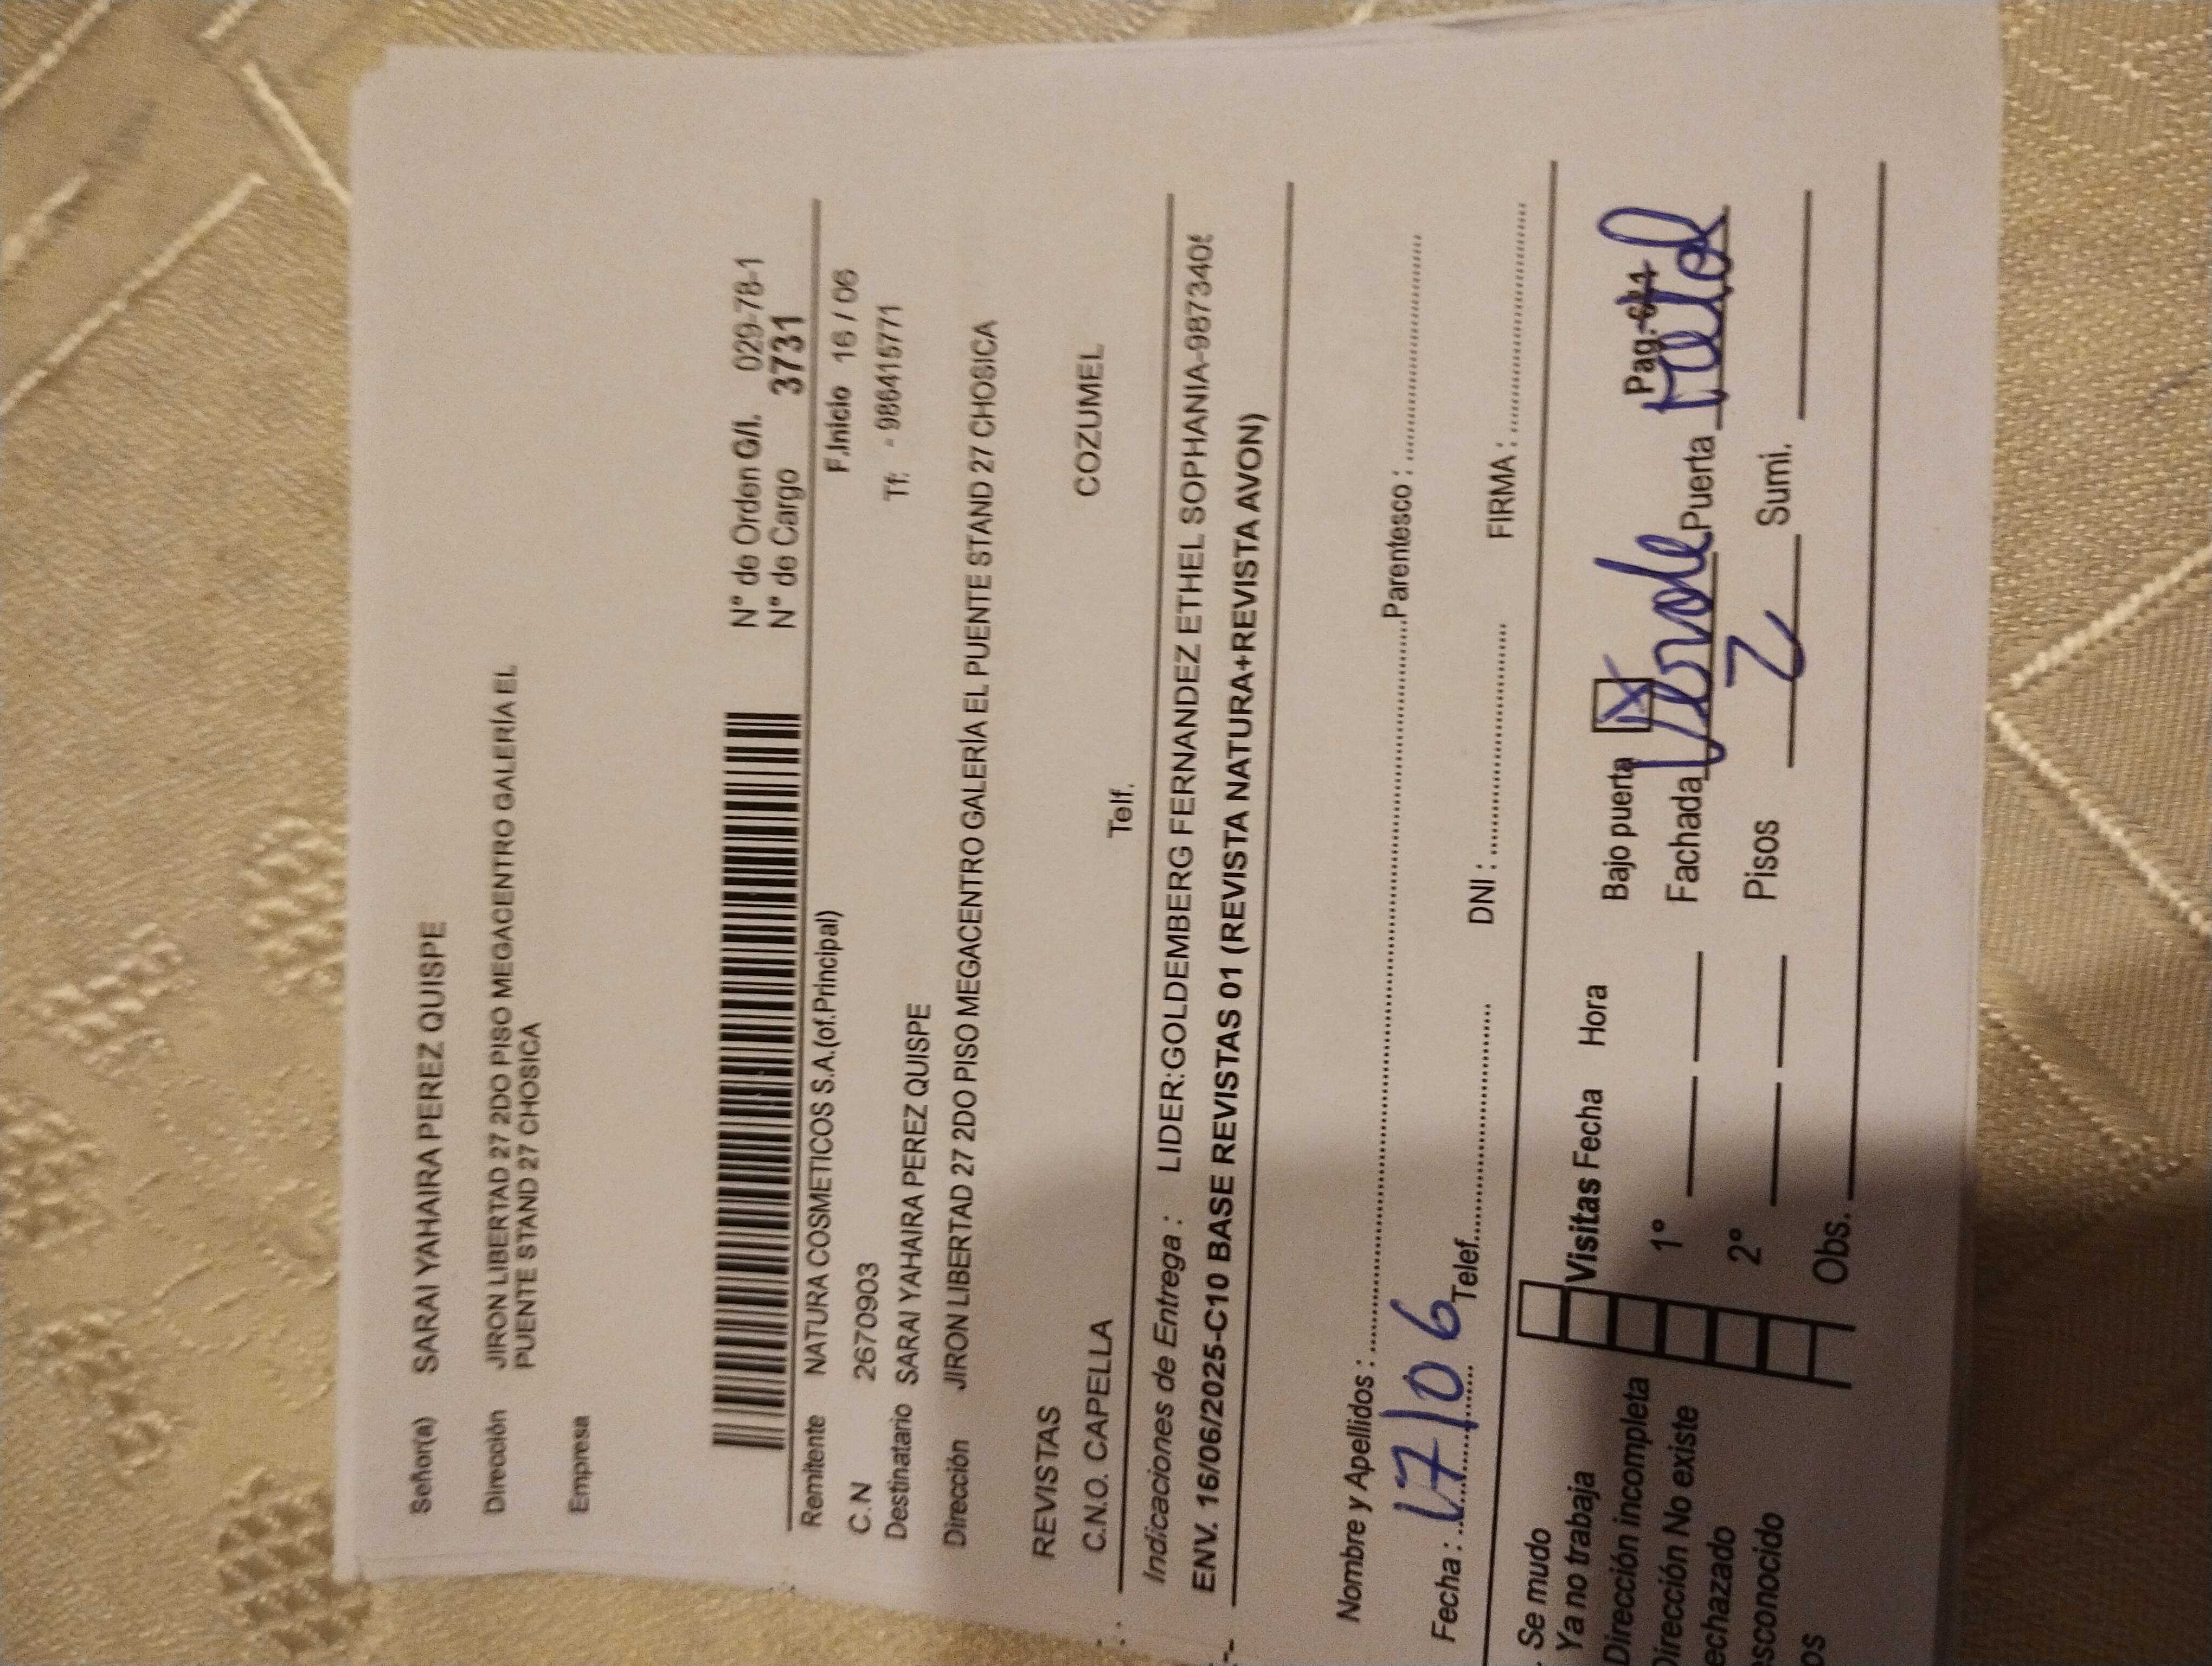 Señor(a) SARAI YAHAIRA PEREZ QUISPE
Dirección JIRON LIBERTAD 27 2DO PISO MEGACENTRO GALERÍA EL
PUENTE STAND 27 CHOSICA
Empresa
N° de Orden G/I. 029-78-1
N° de Cargo 3731
Remitente NATURA COSMETICOS S.A.(of.Principal) F.Inicio 16 / 06
C.N 2670903 Tf: - 986415771
Destinatario SARAI YAHAIRA PEREZ QUISPE
Dirección JIRON LIBERTAD 27 2DO PISO MEGACENTRO GALERÍA EL PUENTE STAND 27 CHOSICA
REVISTAS
C.N.O. CAPELLA Telf. COZUMEL
Indicaciones de Entrega : LIDER:GOLDEMBERG FERNANDEZ ETHEL SOPHANIA-987340
ENV. 16/06/2025-C10 BASE REVISTAS 01 (REVISTA NATURA+REVISTA AVON)
Nombre y Apellidos : Parentesco :
Fecha : 17/06 Telef. DNI : FIRMA :
Se mudo
Ya no trabaja
Dirección incompleta
Dirección No existe
echazado
esconocido
os
Visitas Fecha Hora
1°
2°
Obs.
Bajo puerta X Pag.
Fachada Verde Puerta
Pisos 2 Sumi.